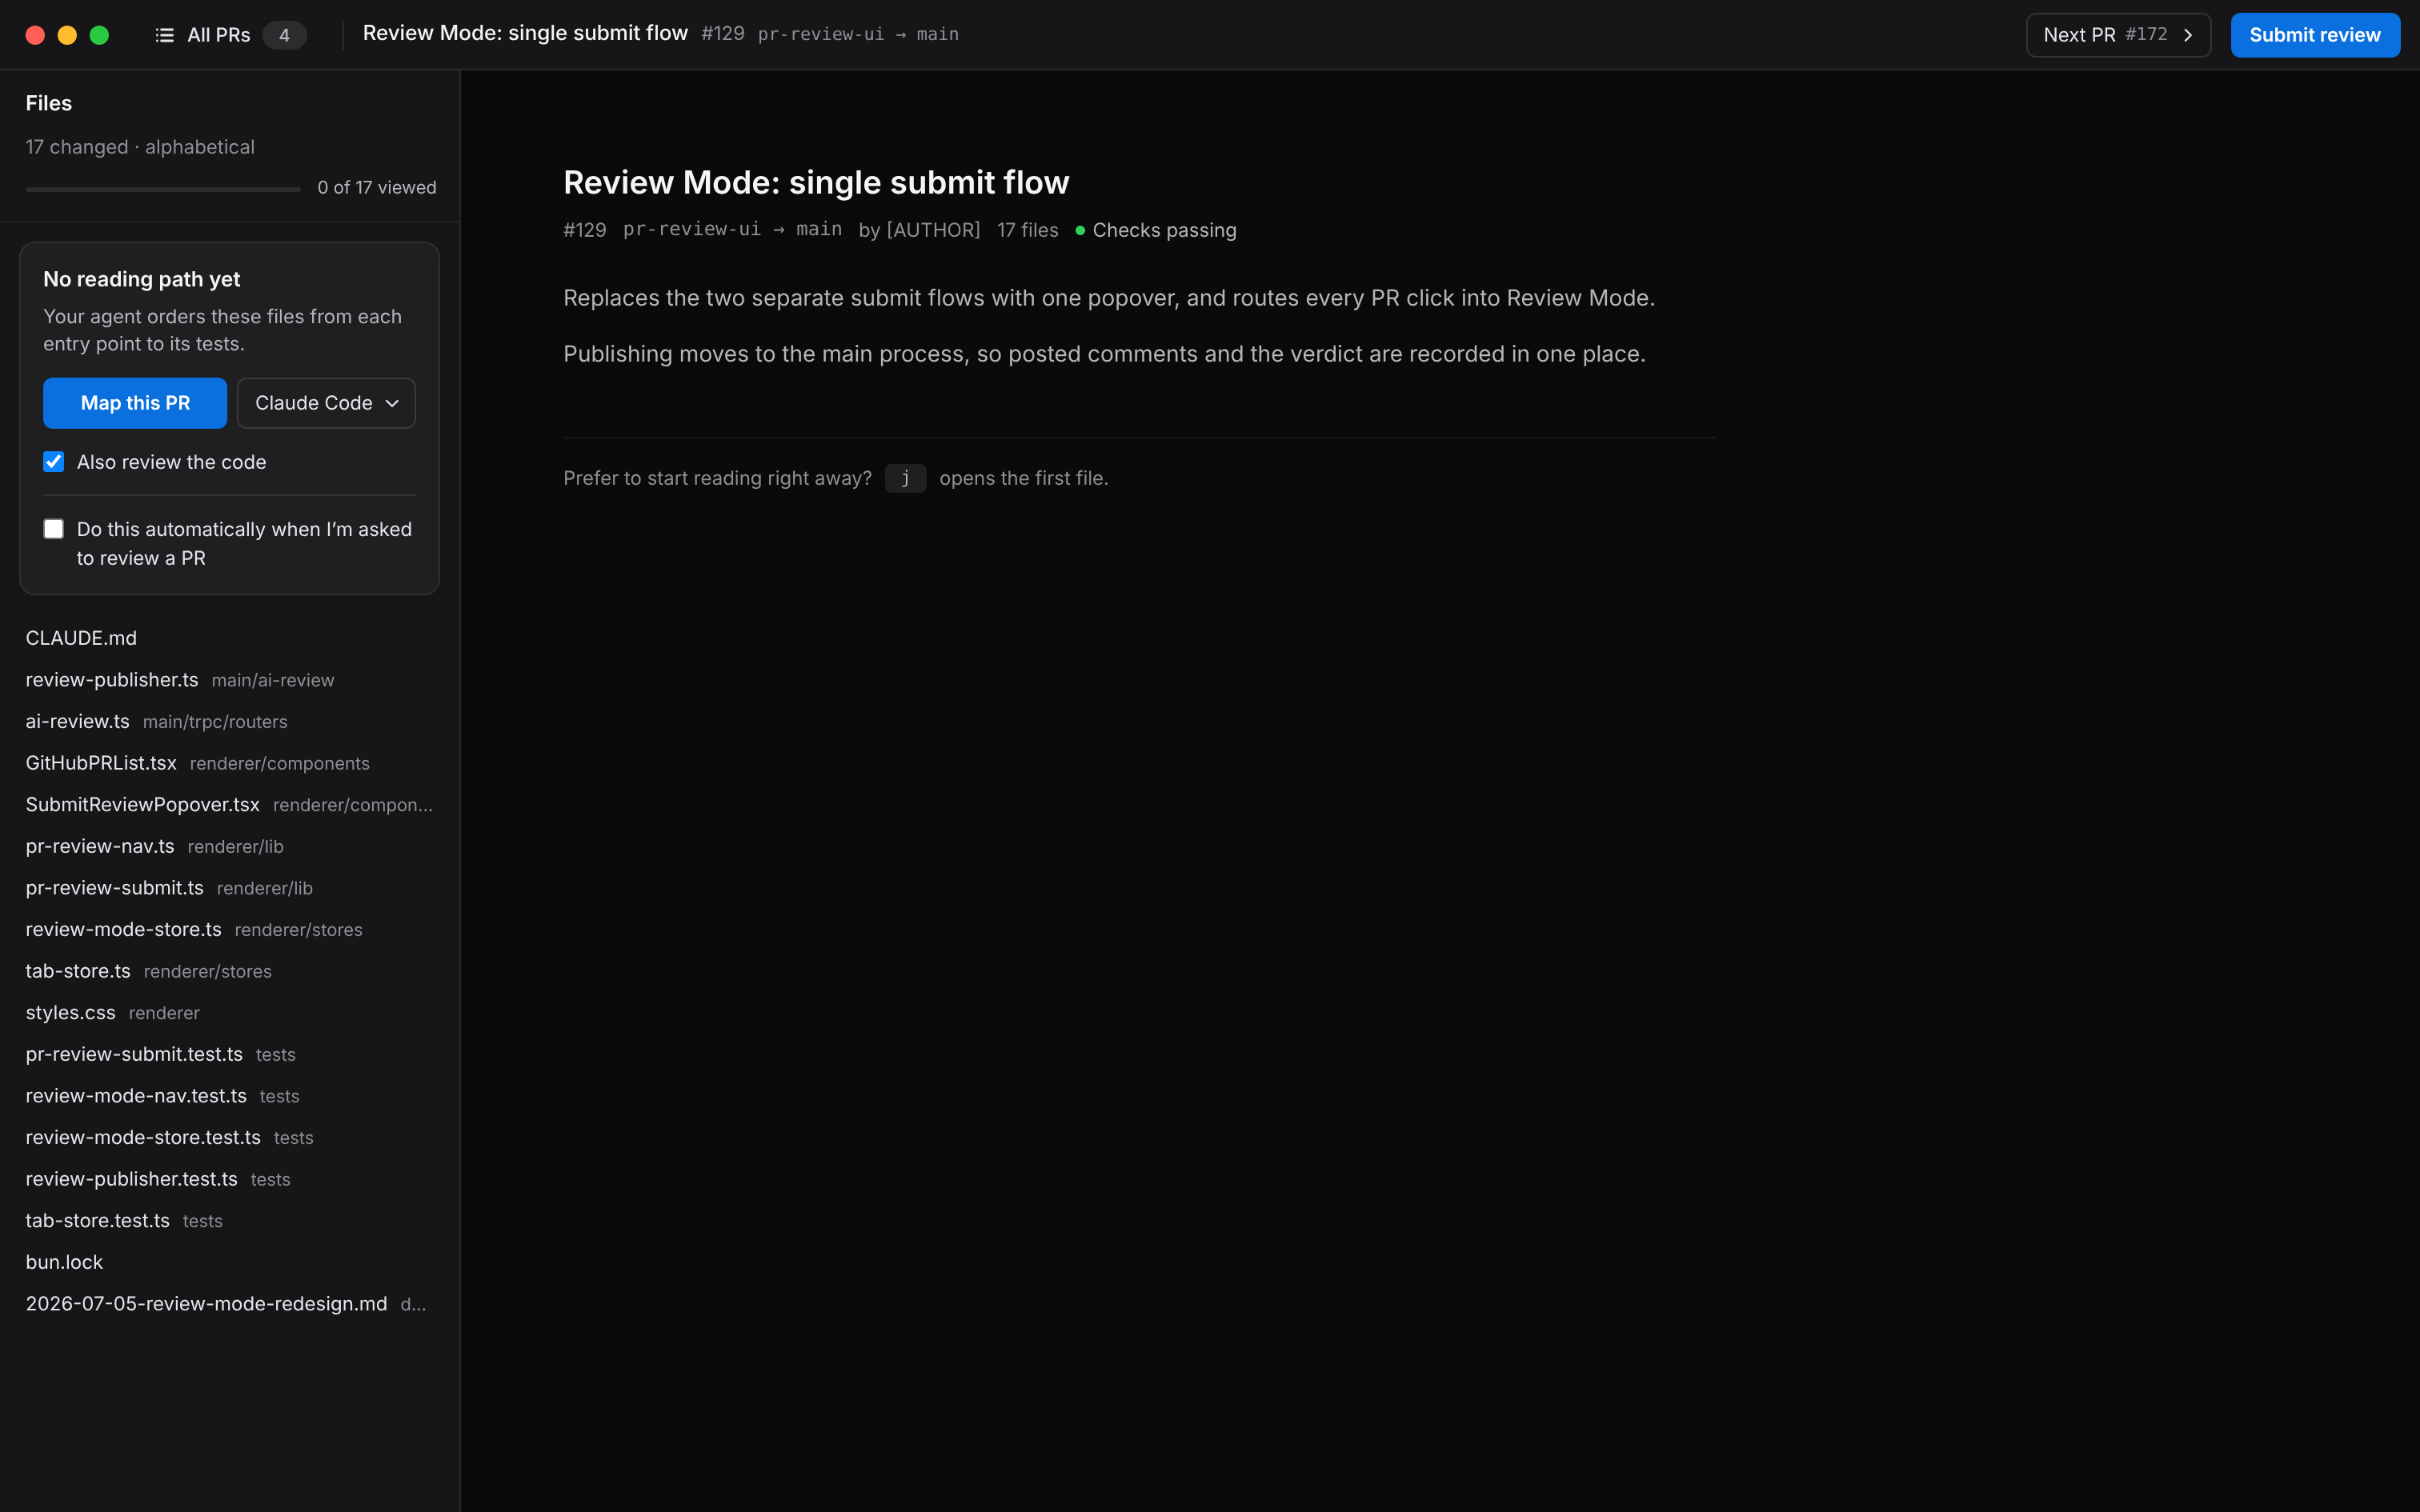 All PRs 4
Review Mode: single submit flow #129 pr-review-ui → main
Next PR #172
Submit review
Files
17 changed · alphabetical
0 of 17 viewed
No reading path yet
Your agent orders these files from each
entry point to its tests.
Map this PR
Claude Code
Also review the code
Do this automatically when I’m asked
to review a PR
CLAUDE.md
review-publisher.ts main/ai-review
ai-review.ts main/trpc/routers
GitHubPRList.tsx renderer/components
SubmitReviewPopover.tsx renderer/compon...
pr-review-nav.ts renderer/lib
pr-review-submit.ts renderer/lib
review-mode-store.ts renderer/stores
tab-store.ts renderer/stores
styles.css renderer
pr-review-submit.test.ts tests
review-mode-nav.test.ts tests
review-mode-store.test.ts tests
review-publisher.test.ts tests
tab-store.test.ts tests
bun.lock
2026-07-05-review-mode-redesign.md d...
Review Mode: single submit flow
#129 pr-review-ui → main by [AUTHOR] 17 files Checks passing
Replaces the two separate submit flows with one popover, and routes every PR click into Review Mode.
Publishing moves to the main process, so posted comments and the verdict are recorded in one place.
Prefer to start reading right away? j opens the first file.